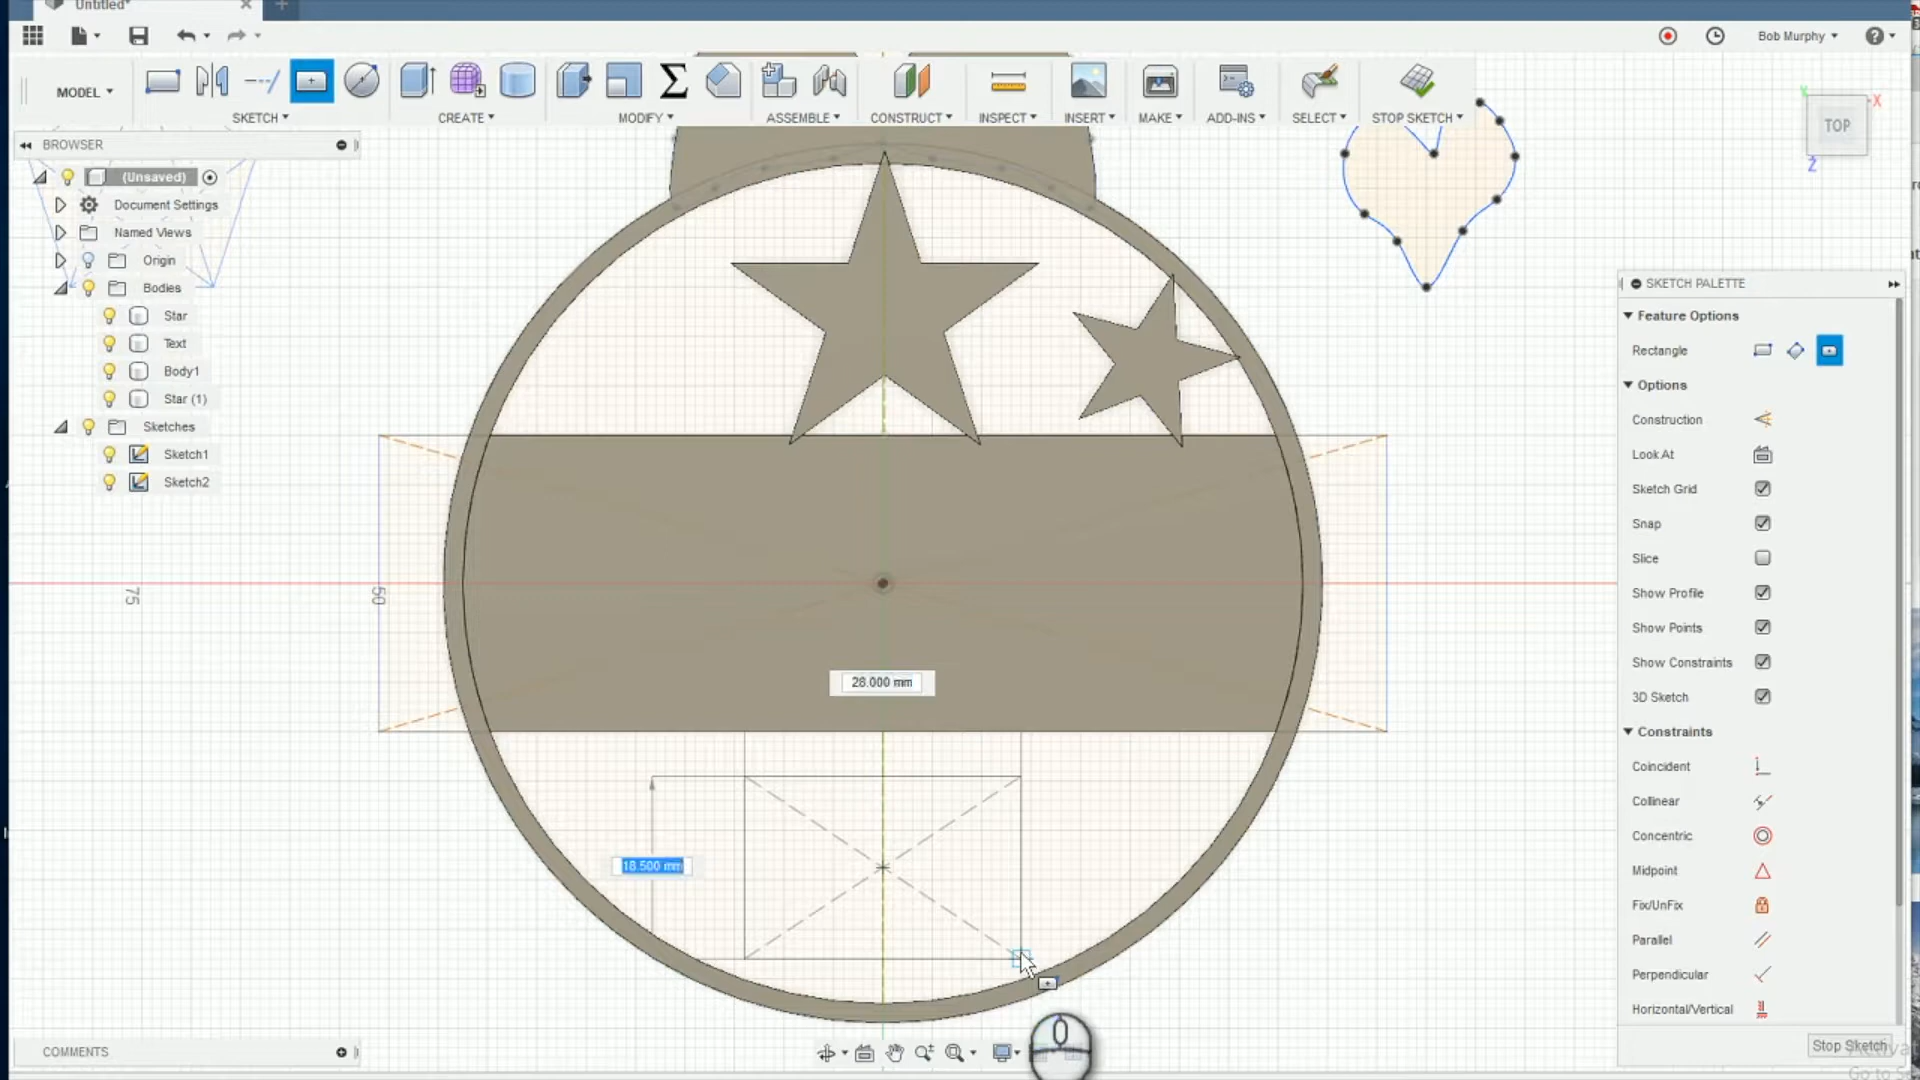 Untitled*
Bob Murphy
MODEL
SKETCH
CREATE
MODIFY
ASSEMBLE
CONSTRUCT
INSPECT
INSERT
MAKE
ADD-INS
SELECT
STOP SKETCH
BROWSER
(Unsaved)
Document Settings
Named Views
Origin
Bodies
Star
Text
Body1
Star (1)
Sketches
Sketch1
Sketch2
TOP
X
Z
75
50
28.000 mm
18.500 mm
SKETCH PALETTE
Feature Options
Rectangle
Options
Construction
Look At
Sketch Grid
Snap
Slice
Show Profile
Show Points
Show Constraints
3D Sketch
Constraints
Coincident
Collinear
Concentric
Midpoint
Fix/UnFix
Parallel
Perpendicular
Horizontal/Vertical
Stop Sketch
COMMENTS